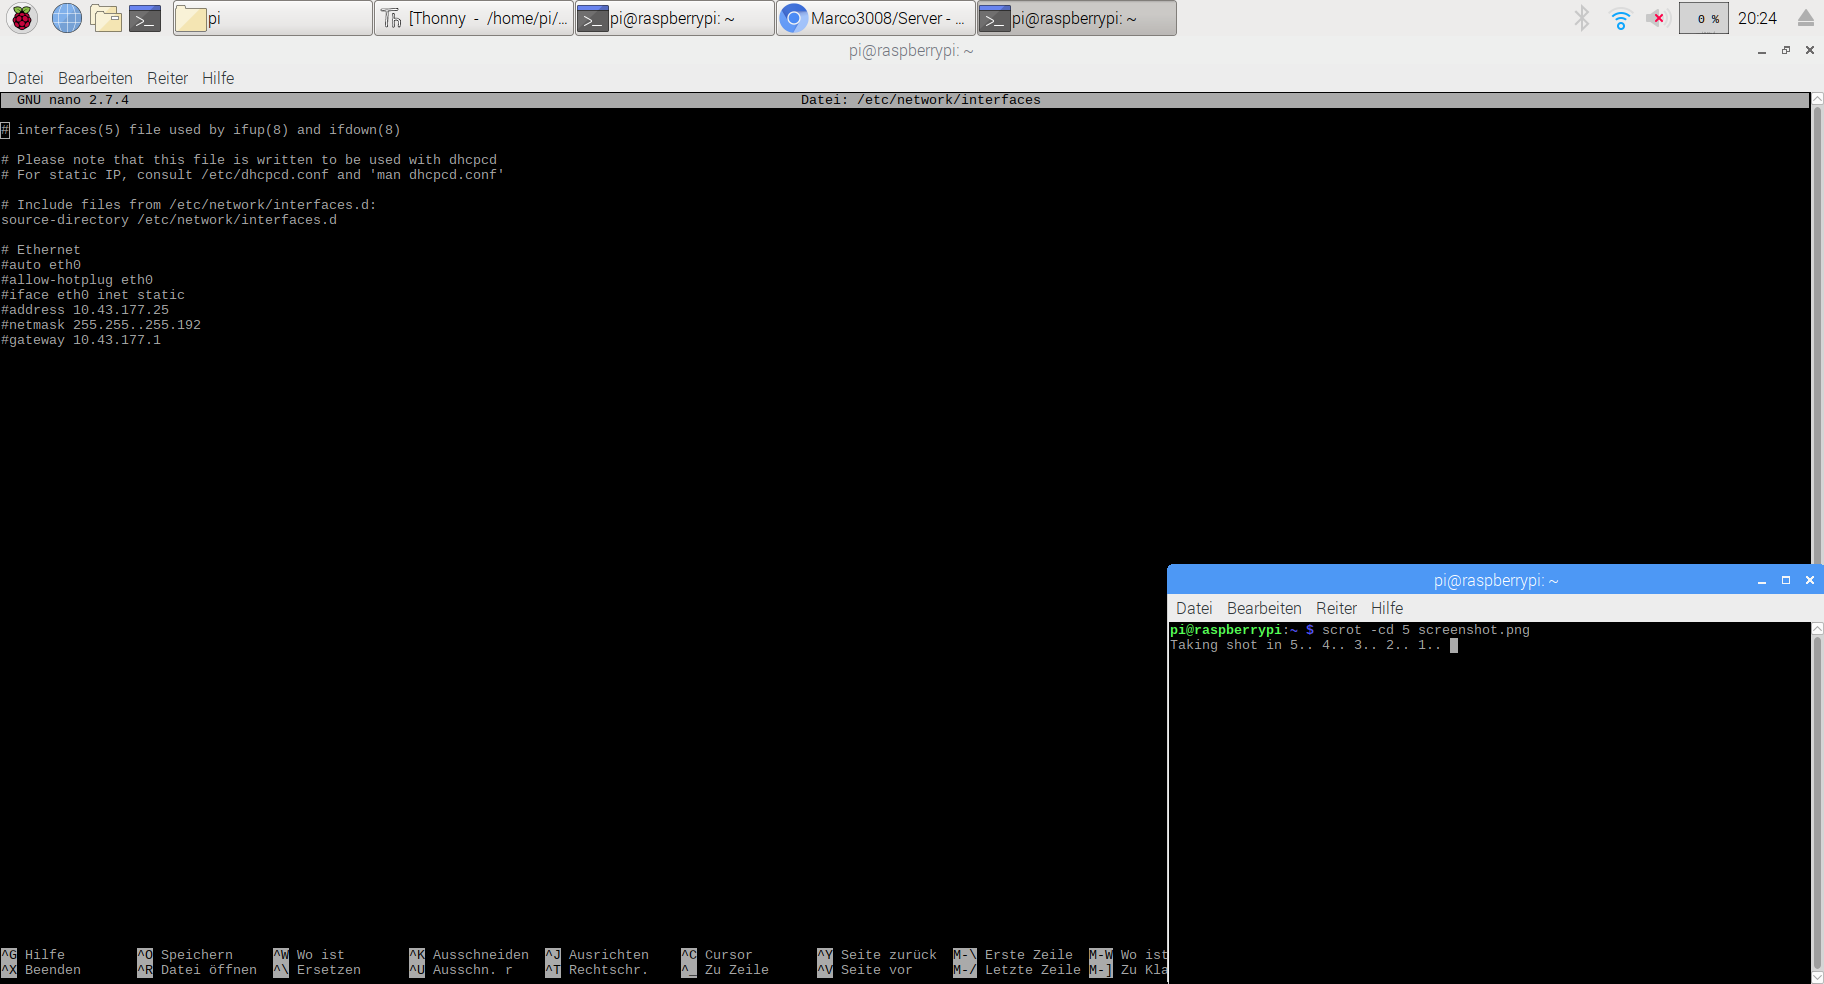 pi
[Thonny - /home/pi/...
pi@raspberrypi: ~
Marco3008/Server - ...
pi@raspberrypi: ~
0 %
20:24
pi@raspberrypi: ~
Datei Bearbeiten Reiter Hilfe
GNU nano 2.7.4 Datei: /etc/network/interfaces
# interfaces(5) file used by ifup(8) and ifdown(8)
# Please note that this file is written to be used with dhcpcd
# For static IP, consult /etc/dhcpcd.conf and 'man dhcpcd.conf'
# Include files from /etc/network/interfaces.d:
source-directory /etc/network/interfaces.d
# Ethernet
#auto eth0
#allow-hotplug eth0
#iface eth0 inet static
#address 10.43.177.25
#netmask 255.255..255.192
#gateway 10.43.177.1
pi@raspberrypi: ~
Datei Bearbeiten Reiter Hilfe
pi@raspberrypi:~ $ scrot -cd 5 screenshot.png
Taking shot in 5.. 4.. 3.. 2.. 1..
^G Hilfe ^O Speichern ^W Wo ist ^K Ausschneiden ^J Ausrichten ^C Cursor ^Y Seite zurück M-\ Erste Zeile M-W Wo ist
^X Beenden ^R Datei öffnen ^\ Ersetzen ^U Ausschn. r ^T Rechtschr. ^_ Zu Zeile ^V Seite vor M-/ Letzte Zeile M-] Zu Kla